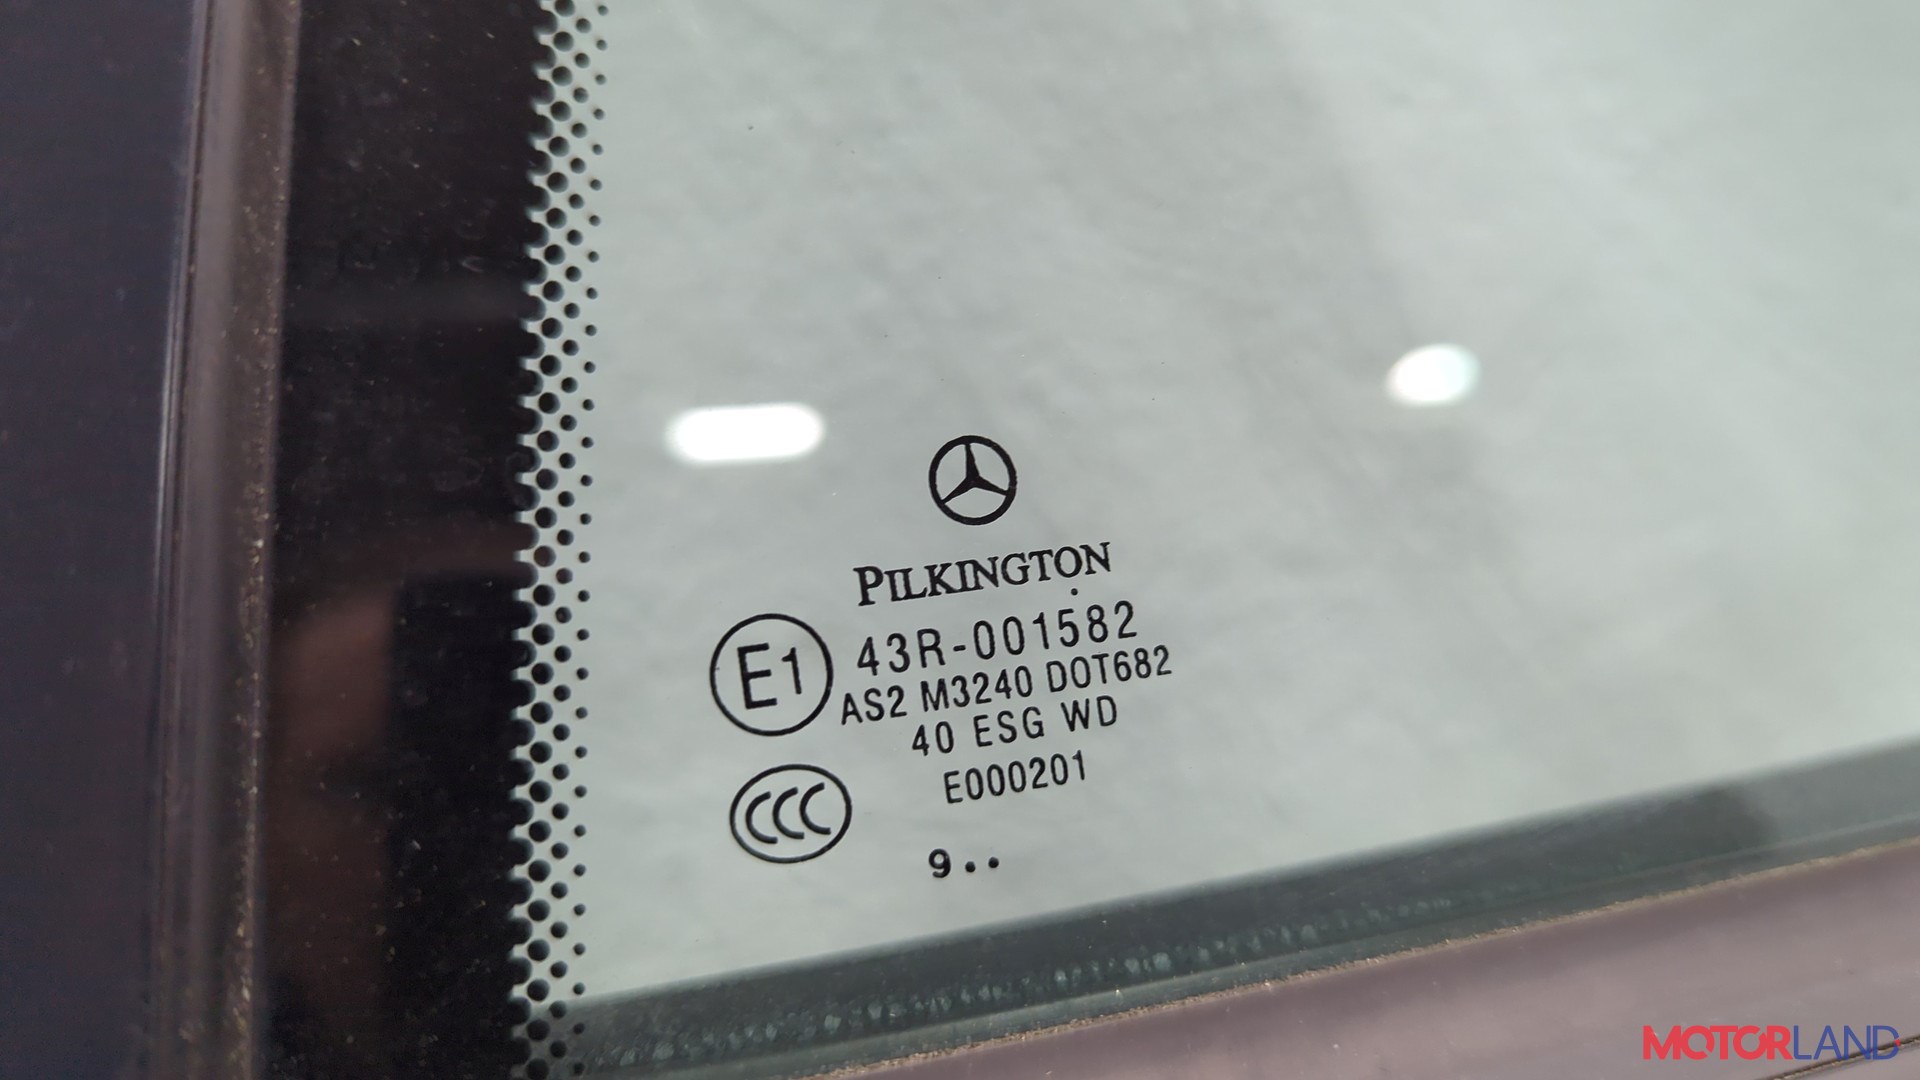 PILKINGTON
E1 43R-001582
AS2 M3240 DOT682
40 ESG WD
E000201
CCC
9..
MOTORLAND